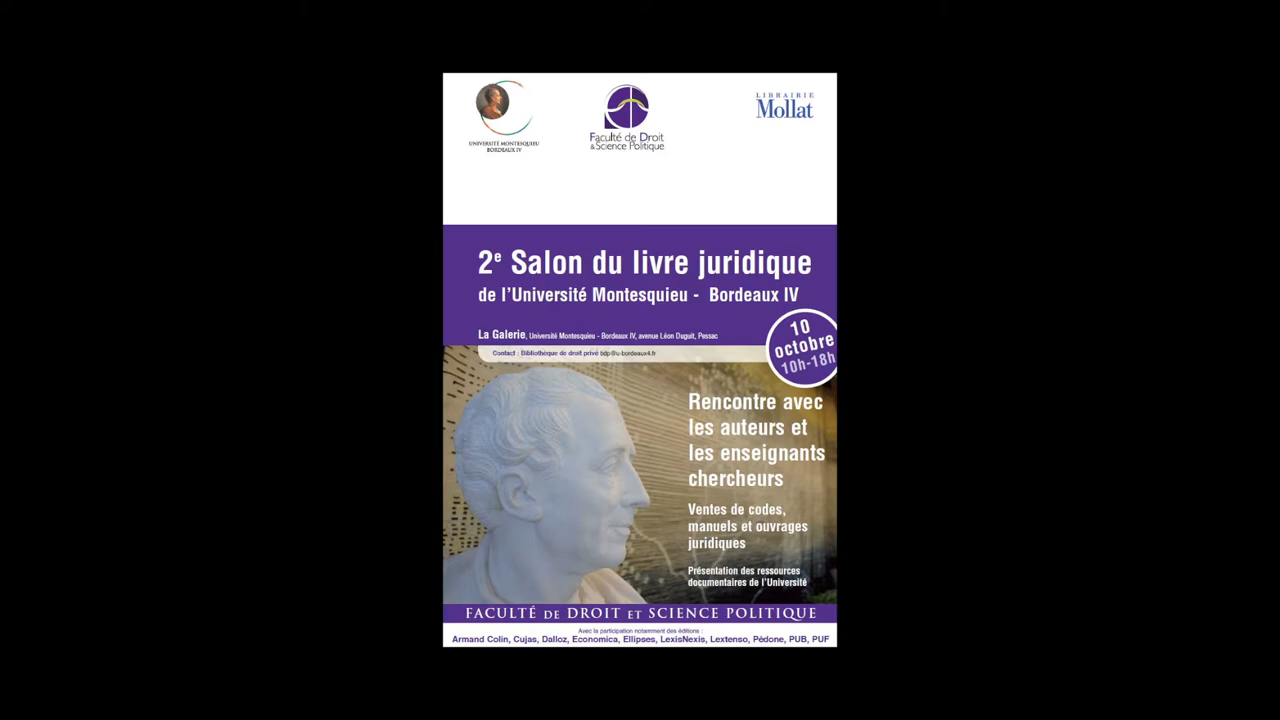 UNIVERSITÉ MONTESQUIEU
BORDEAUX IV
Faculté de Droit
& Science Politique
LIBRAIRIE
Mollat
2e Salon du livre juridique
de l'Université Montesquieu - Bordeaux IV
La Galerie, Université Montesquieu - Bordeaux IV, avenue Léon Duguit, Pessac
Contact : Bibliothèque de droit privé bdp@u-bordeaux4.fr
10
octobre
10h-18h
Rencontre avec
les auteurs et
les enseignants
chercheurs
Ventes de codes,
manuels et ouvrages
juridiques
Présentation des ressources
documentaires de l'Université
FACULTÉ DE DROIT ET SCIENCE POLITIQUE
Avec la participation notamment des éditions :
Armand Colin, Cujas, Dalloz, Economica, Ellipses, LexisNexis, Lextenso, Pédone, PUB, PUF